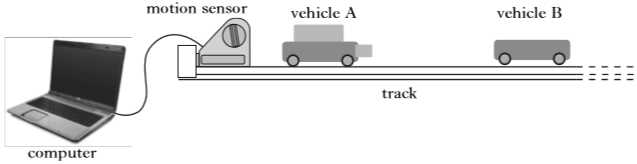 motion sensor
vehicle A
vehicle B
track
computer